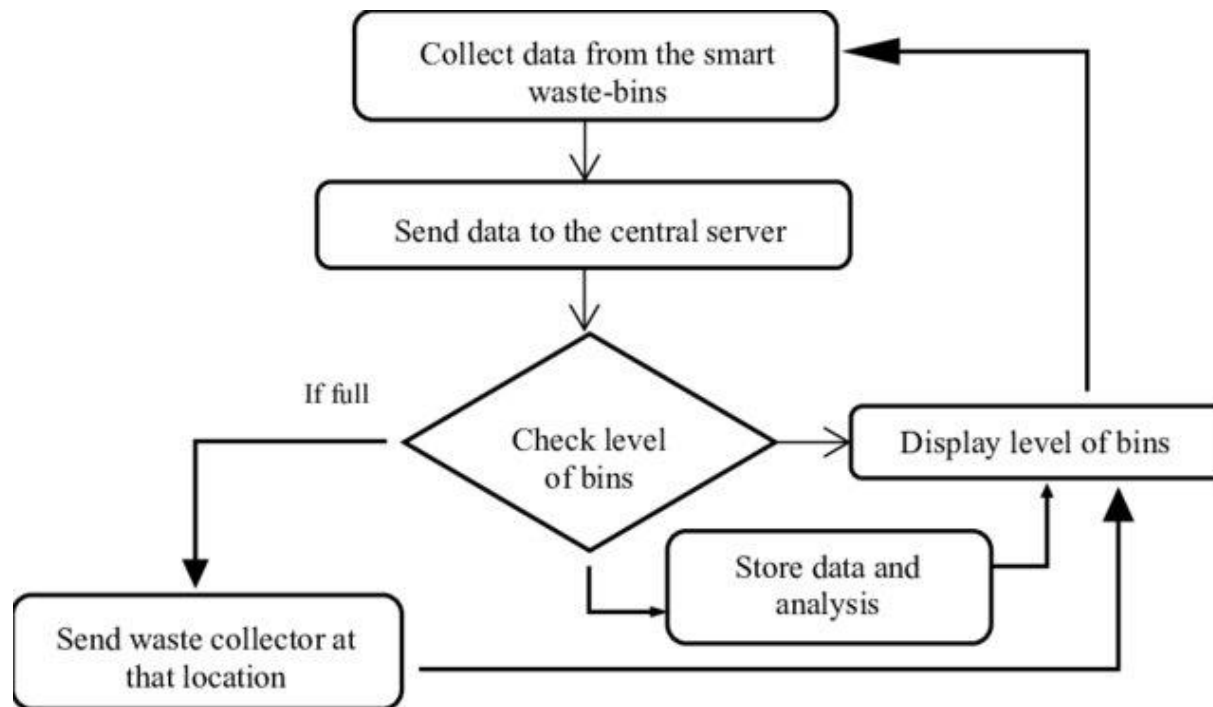 Collect data from the smart
waste-bins
Send data to the central server
If full
Check level
of bins
Display level of bins
Store data and
analysis
Send waste collector at
that location